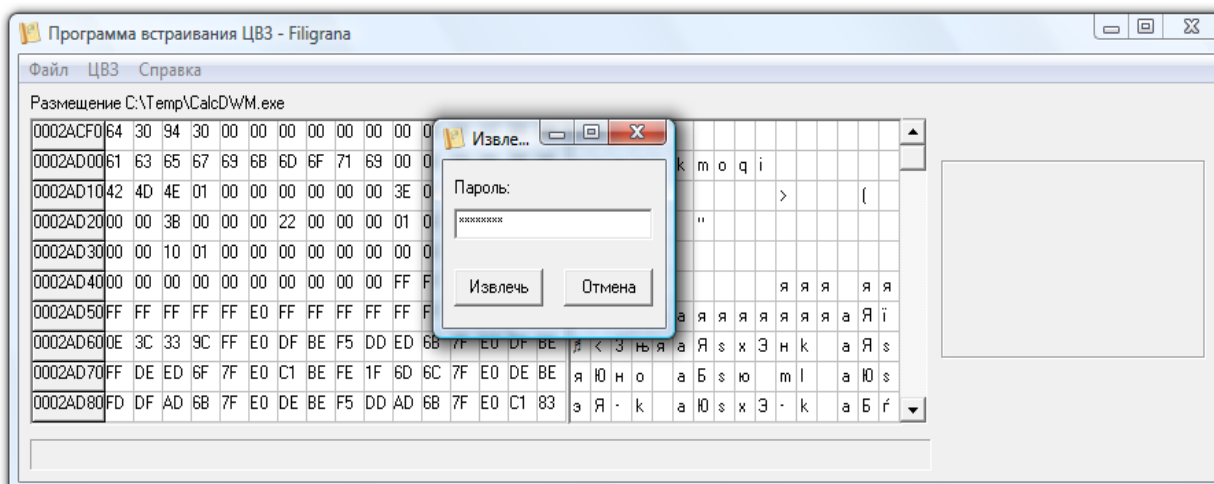 Программа встраивания ЦВЗ - Filigrana
Файл ЦВЗ Справка
Размещение C:\Temp\CalcDWM.exe
0002ACF0 64 30 94 30 00 00 00 00 00 00 00
0002AD00 61 63 65 67 69 6B 6D 6F 71 69 00 k m o q i
0002AD10 42 4D 4E 01 00 00 00 00 00 00 3E > (
0002AD20 00 00 3B 00 00 00 22 00 00 00 01 "
0002AD30 00 00 10 01 00 00 00 00 00 00
0002AD40 00 00 00 00 00 00 00 00 00 FF я я я я я
0002AD50 FF FF FF FF FF E0 FF FF FF FF FF а я я я я я я я а Я ї
0002AD60 0E 3C 33 9C FF E0 DF BE F5 DD ED 6B 7F E0 DF BE < 3 њ я а Я s х Э н k а Я s
0002AD70 FF DE ED 6F 7F E0 C1 BE FE 1F 6D 6C 7F E0 DE BE я Ю н о а Б s ю m l а Ю s
0002AD80 FD DF AD 6B 7F E0 DE BE F5 DD AD 6B 7F E0 C1 83 э Я - k а Ю s х Э - k а Б ѓ
Извле...
Пароль:
××××××××
Извлечь Отмена